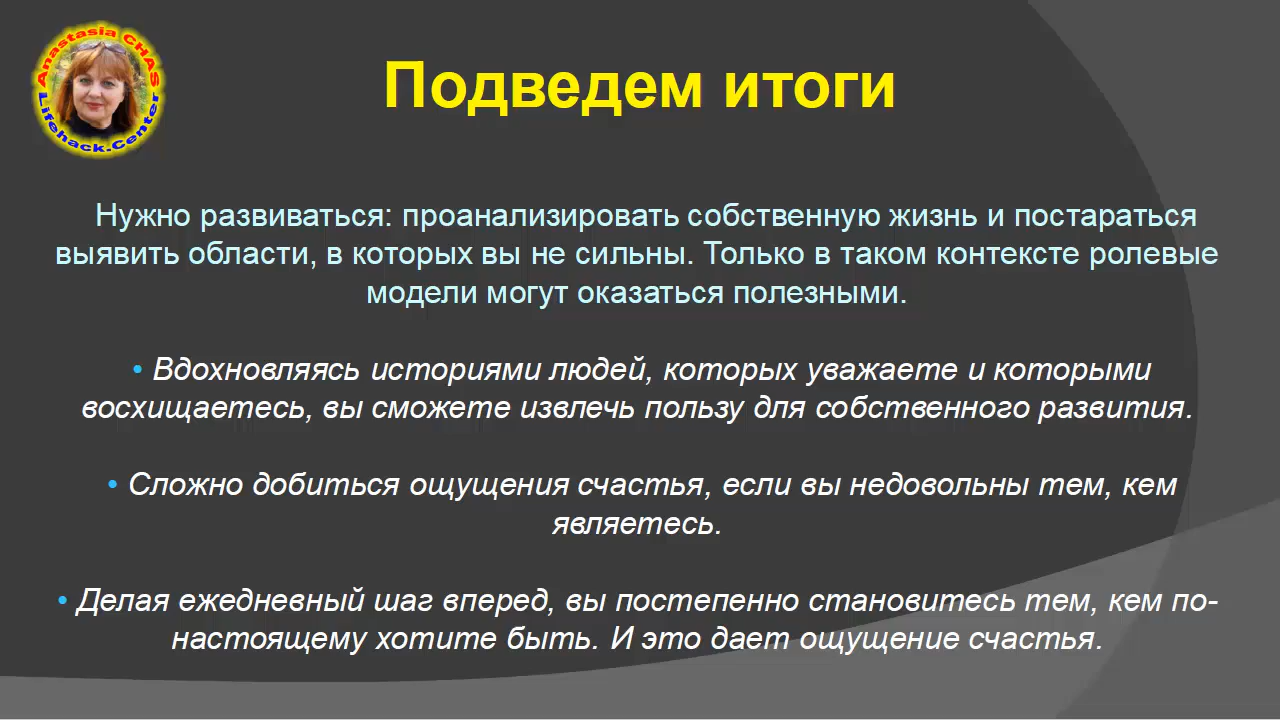 Anastasia CHAS
Lifehack.Center
Подведем итоги
Нужно развиваться: проанализировать собственную жизнь и постараться
выявить области, в которых вы не сильны. Только в таком контексте ролевые
модели могут оказаться полезными.
• Вдохновляясь историями людей, которых уважаете и которыми
восхищаетесь, вы сможете извлечь пользу для собственного развития.
• Сложно добиться ощущения счастья, если вы недовольны тем, кем
являетесь.
• Делая ежедневный шаг вперед, вы постепенно становитесь тем, кем по-
настоящему хотите быть. И это дает ощущение счастья.